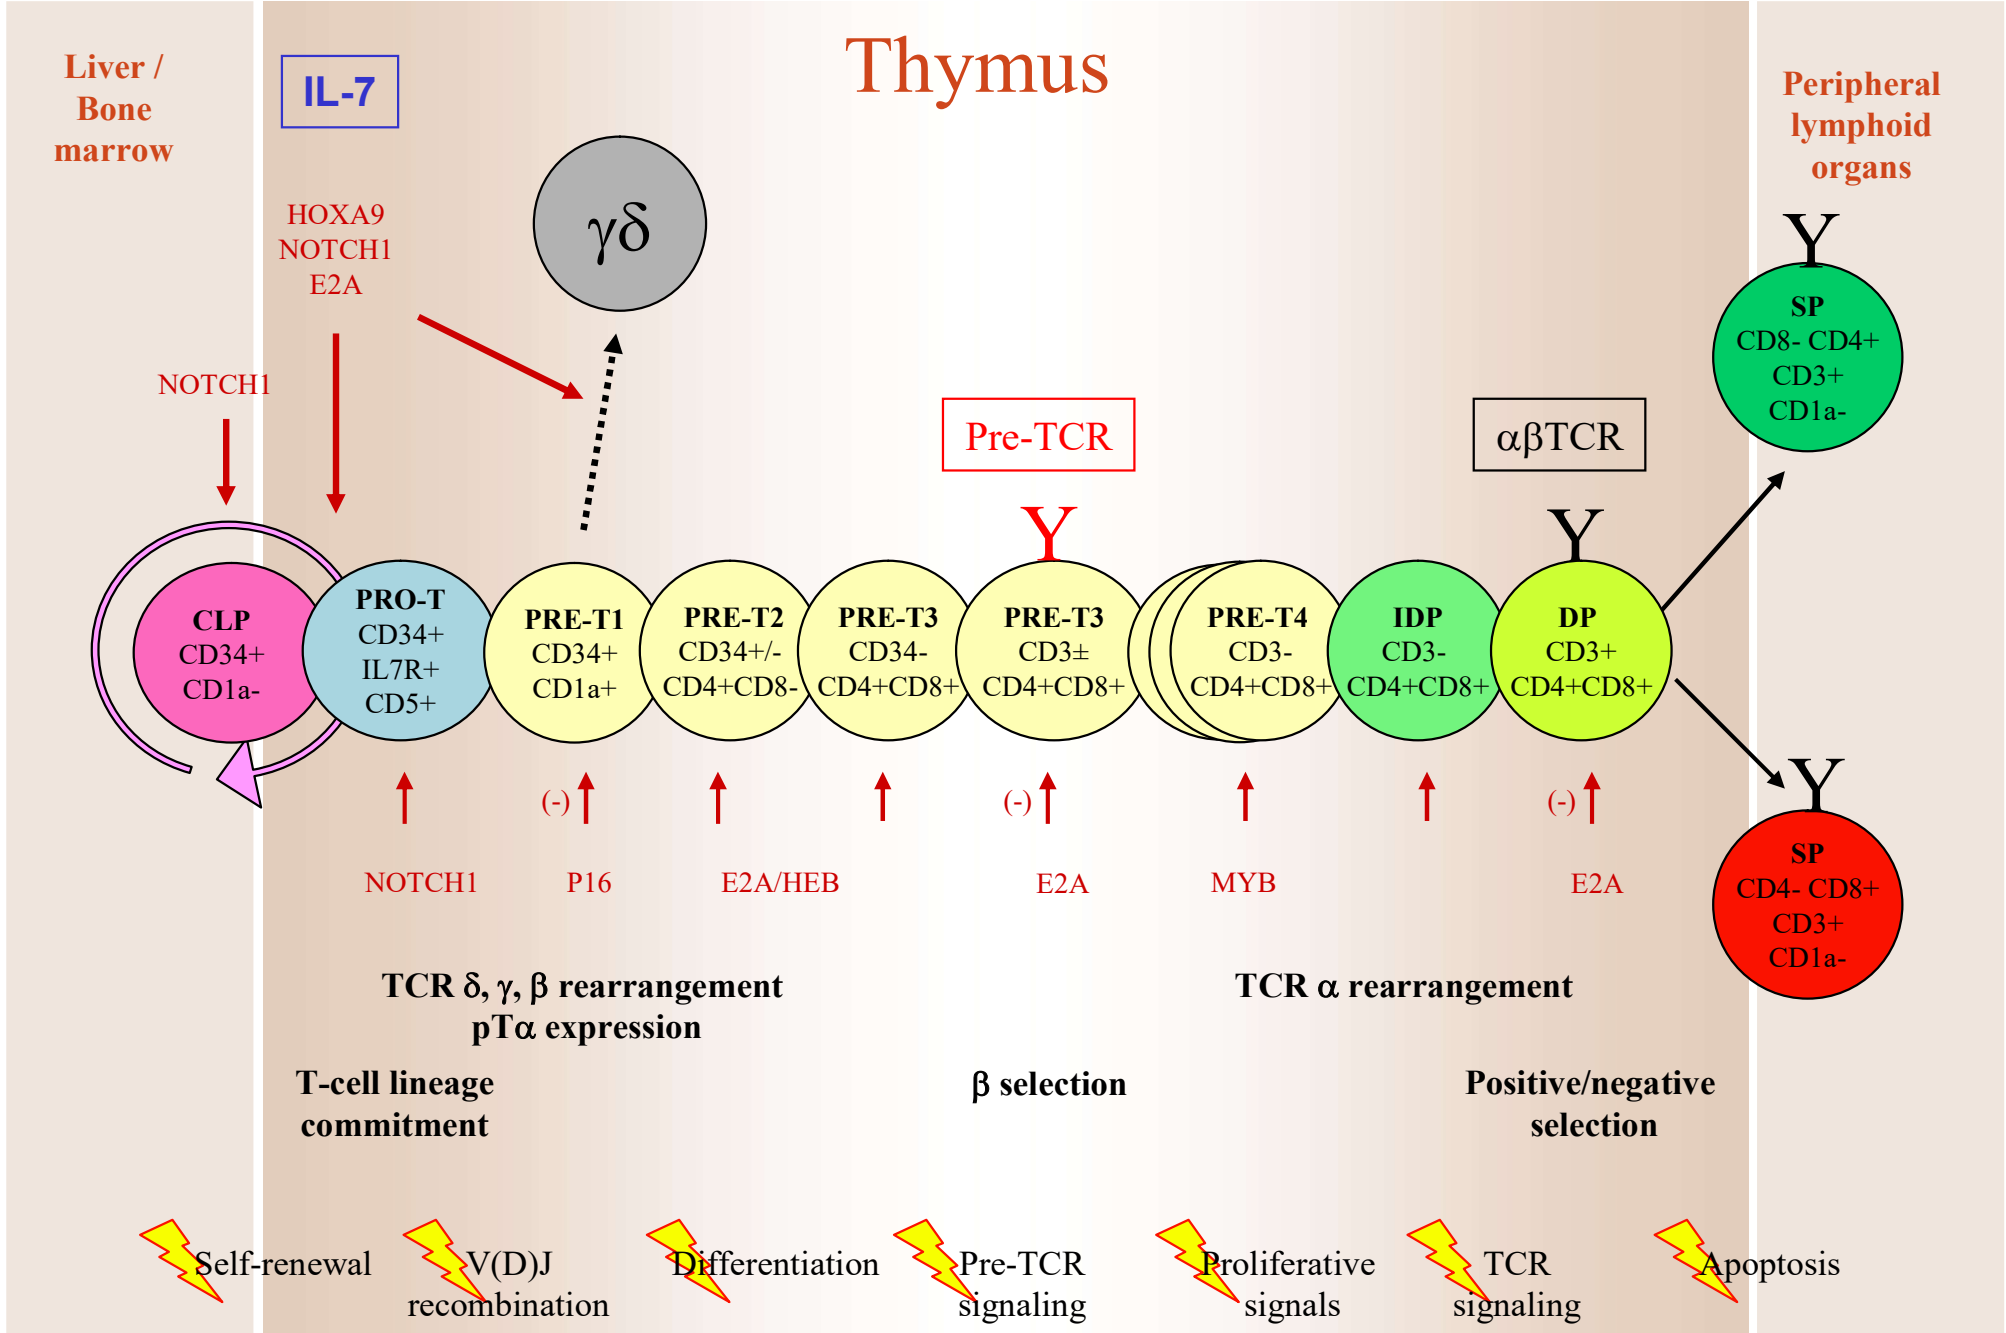 Thymus
Liver /
Bone
marrow
IL-7
Peripheral
lymphoid
organs
HOXA9
NOTCH1
E2A
γδ
NOTCH1
Pre-TCR
αβTCR
Y
Y
Y
SP
CD8- CD4+
CD3+
CD1a-
CLP
CD34+
CD1a-
PRO-T
CD34+
IL7R+
CD5+
PRE-T1
CD34+
CD1a+
PRE-T2
CD34+/-
CD4+CD8-
PRE-T3
CD34-
CD4+CD8+
PRE-T3
CD3±
CD4+CD8+
PRE-T4
CD3-
CD4+CD8+
IDP
CD3-
CD4+CD8+
DP
CD3+
CD4+CD8+
Y
SP
CD4- CD8+
CD3+
CD1a-
(-)
(-)
(-)
NOTCH1
P16
E2A/HEB
E2A
MYB
E2A
TCR δ, γ, β rearrangement
pTα expression
TCR α rearrangement
T-cell lineage
commitment
β selection
Positive/negative
selection
Self-renewal
V(D)J
recombination
Differentiation
Pre-TCR
signaling
Proliferative
signals
TCR
signaling
Apoptosis